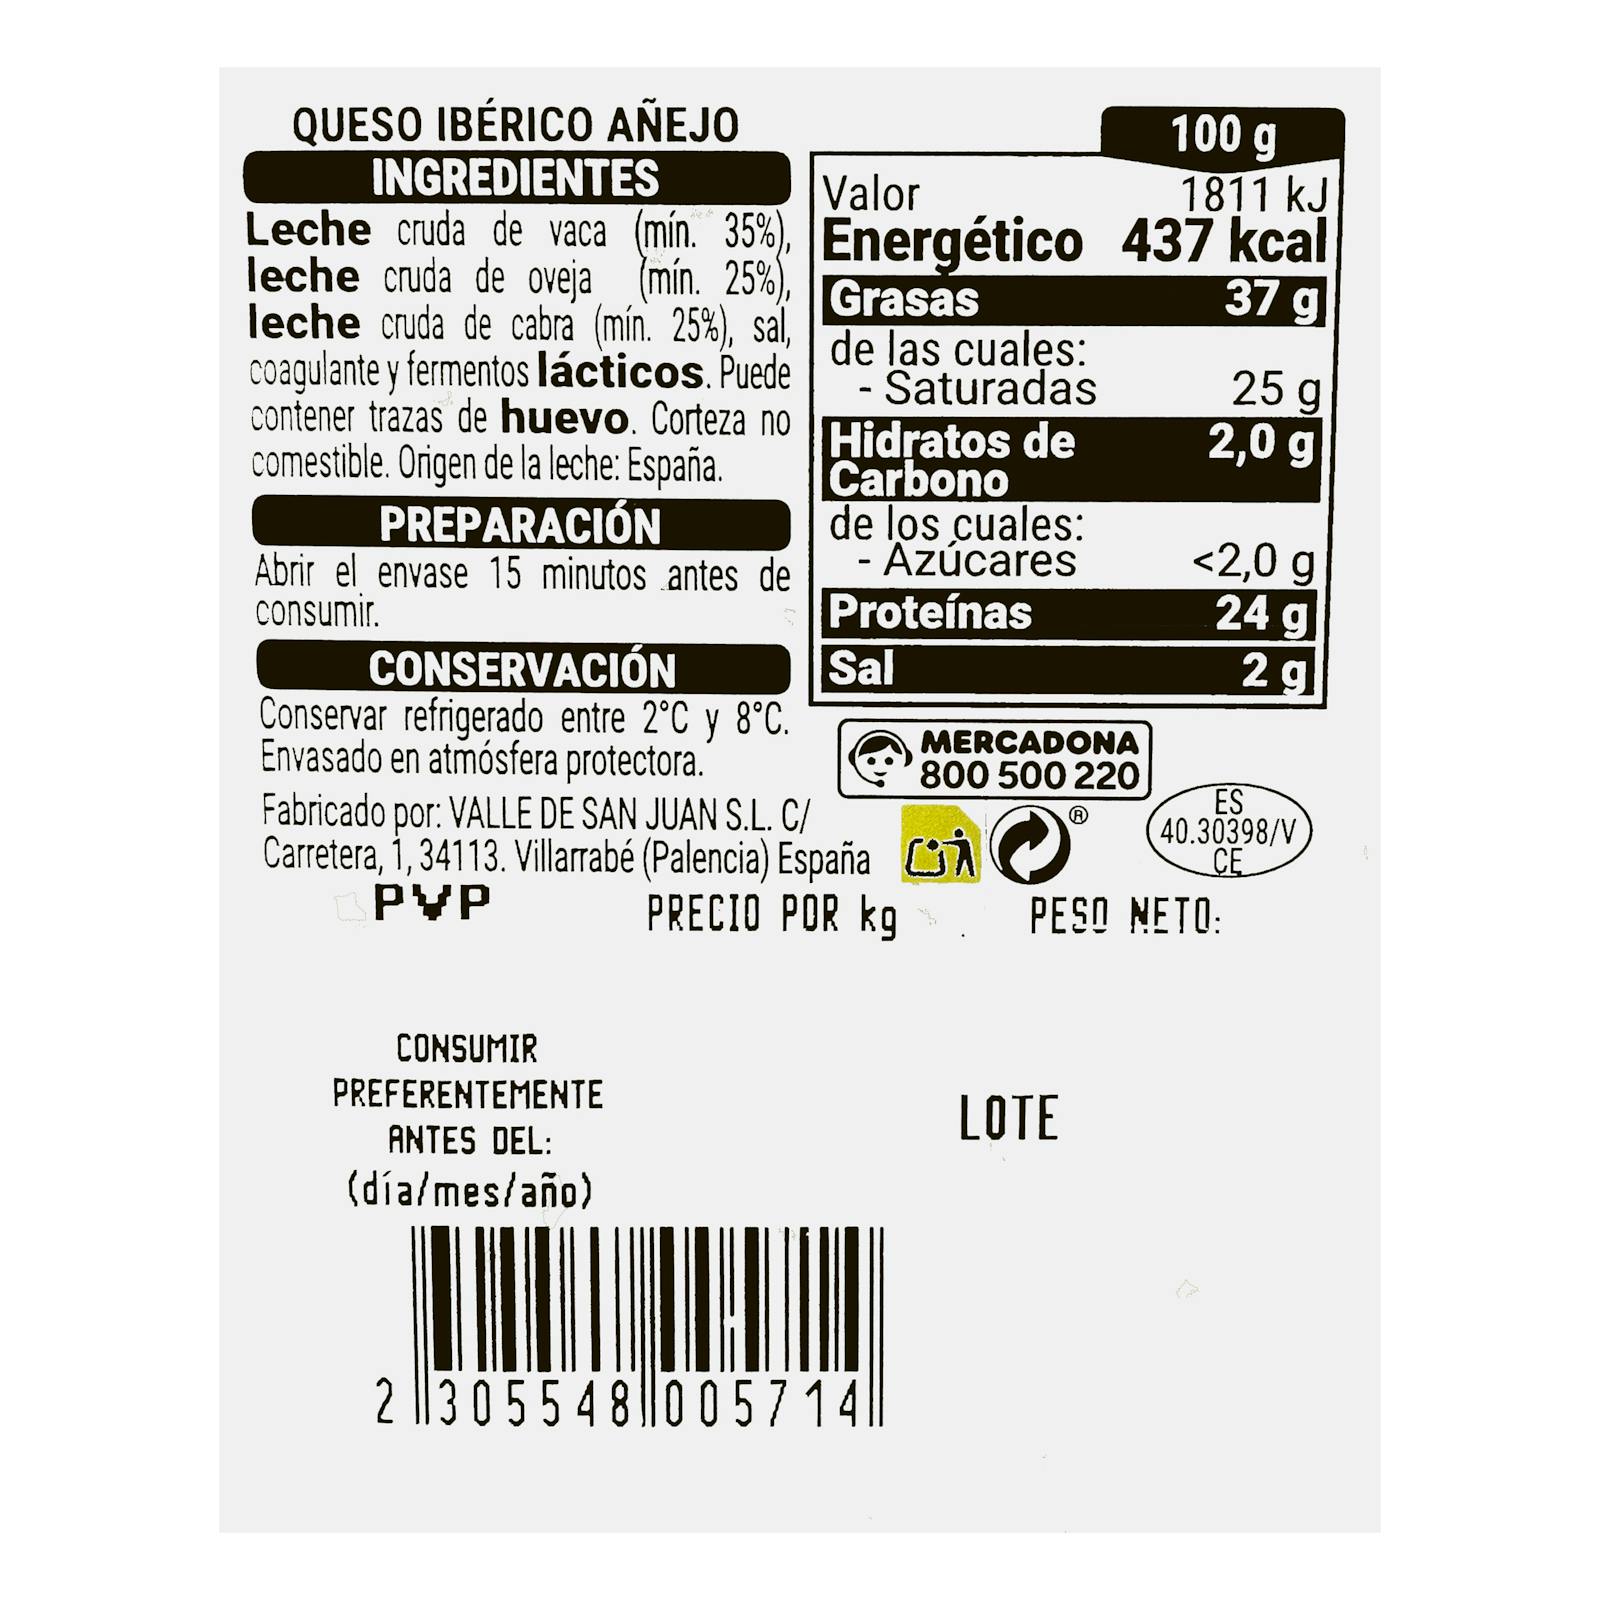 QUESO IBÉRICO AÑEJO
INGREDIENTES
Leche cruda de vaca (mín. 35%),
leche cruda de oveja (mín. 25%),
leche cruda de cabra (mín. 25%), sal,
coagulante y fermentos lácticos. Puede
contener trazas de huevo. Corteza no
comestible. Origen de la leche: España.
PREPARACIÓN
Abrir el envase 15 minutos antes de
consumir.
CONSERVACIÓN
Conservar refrigerado entre 2°C y 8°C.
Envasado en atmósfera protectora.
Fabricado por: VALLE DE SAN JUAN S.L. C/
Carretera, 1, 34113. Villarrabé (Palencia) España
100 g
Valor 1811 kJ
Energético 437 kcal
Grasas 37 g
de las cuales:
- Saturadas 25 g
Hidratos de 2,0 g
Carbono
de los cuales:
- Azúcares <2,0 g
Proteínas 24 g
Sal 2 g
MERCADONA
800 500 220
®
ES
40.30398/V
CE
PVP PRECIO POR kg PESO NETO:
CONSUMIR
PREFERENTEMENTE
ANTES DEL:
(día/mes/año)
LOTE
2 305548 005714